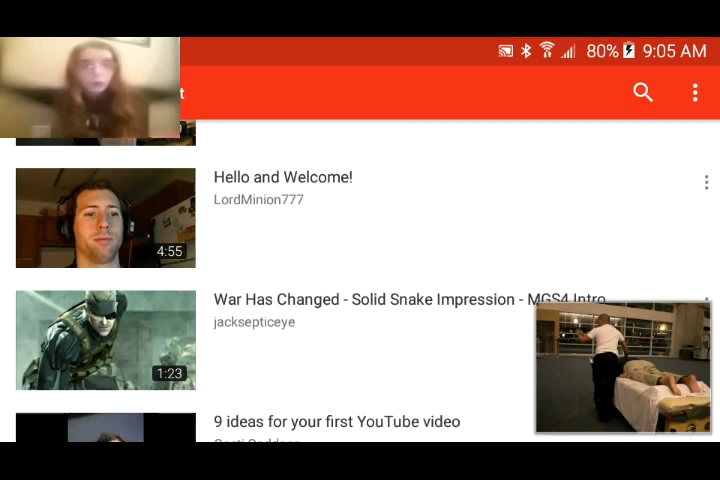 80% 9:05 AM
t
Hello and Welcome!
LordMinion777
4:55
War Has Changed - Solid Snake Impression - MGS4 Intro
jacksepticeye
1:23
9 ideas for your first YouTube video